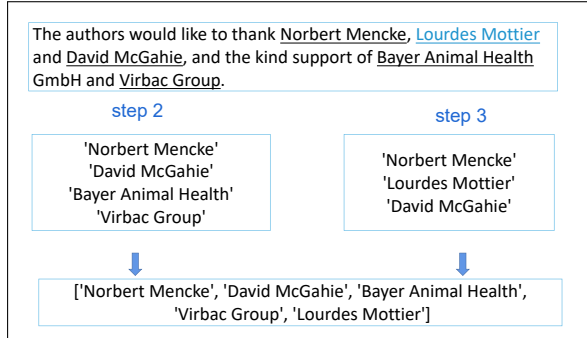 The authors would like to thank Norbert Mencke, Lourdes Mottier
and David McGahie, and the kind support of Bayer Animal Health
GmbH and Virbac Group.
step 2
'Norbert Mencke'
'David McGahie'
'Bayer Animal Health'
'Virbac Group'
step 3
'Norbert Mencke'
'Lourdes Mottier'
'David McGahie'
['Norbert Mencke', 'David McGahie', 'Bayer Animal Health',
'Virbac Group', 'Lourdes Mottier']